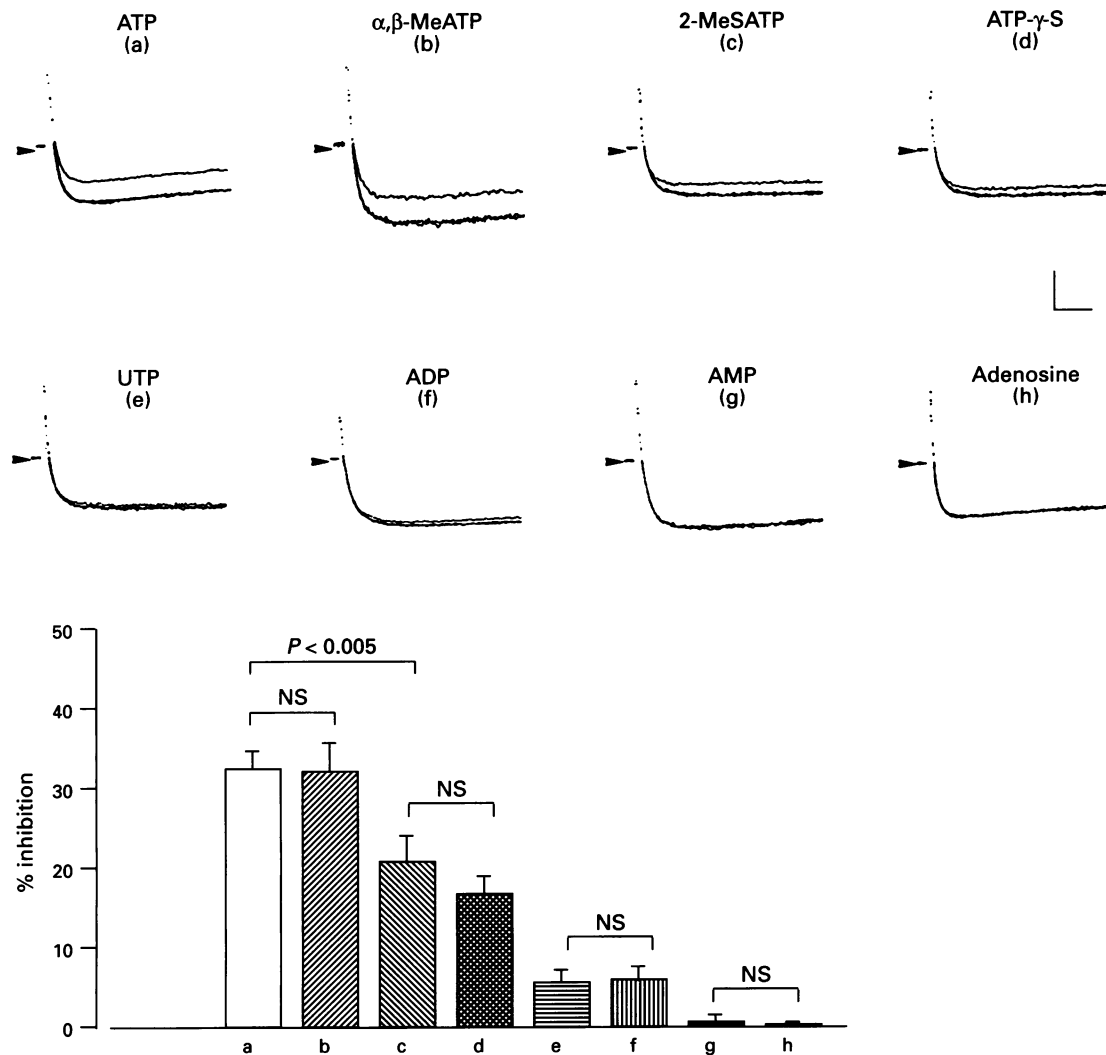 ATP
(a)
α,β-MeATP
(b)
2-MeSATP
(c)
ATP-γ-S
(d)
UTP
(e)
ADP
(f)
AMP
(g)
Adenosine
(h)
% inhibition
50
40
30
20
10
0
P < 0.005
NS
NS
NS
NS
a b c d e f g h